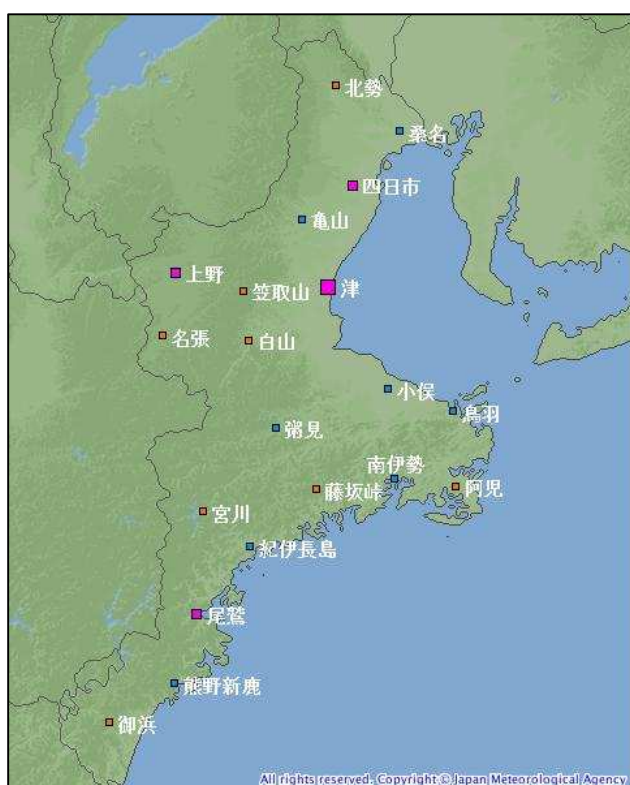 北勢
桑名
四日市
亀山
上野
笠取山
津
名張
白山
小俣
鳥羽
粥見
南伊勢
藤坂峠
阿児
宮川
紀伊長島
尾鷲
熊野新鹿
御浜
All rights reserved. Copyright © Japan Meteorological Agency